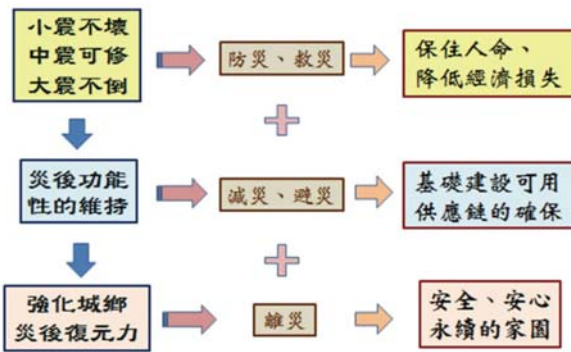 小震不壞
中震可修
大震不倒
防災、救災
保住人命、
降低經濟損失
災後功能
性的維持
減災、避災
基礎建設可用
供應鏈的確保
強化城鄉
災後復元力
離災
安全、安心
永續的家園